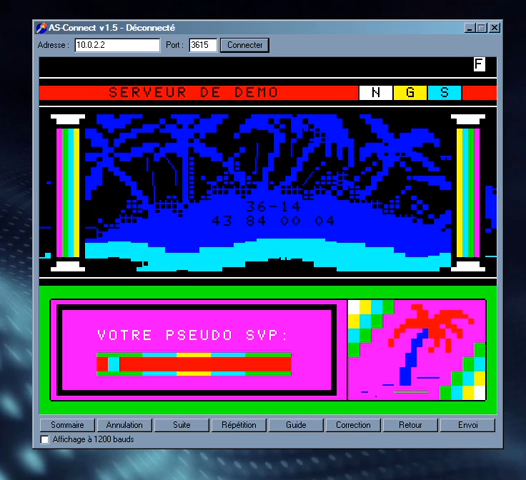 AS-Connect v1.5 - Déconnecté
Adresse : 10.0.2.2 Port : 3615 Connecter
F
SERVEUR DE DEMO N G S
36-14
43 84 00 04
VOTRE PSEUDO SVP:
Sommaire Annulation Suite Répétition Guide Correction Retour Envoi
Affichage à 1200 bauds